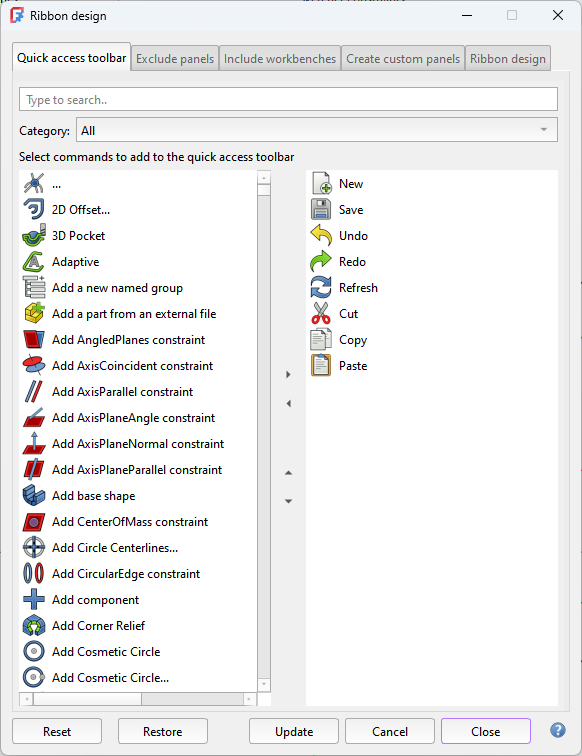 Ribbon design
Quick access toolbar
Exclude panels
Include workbenches
Create custom panels
Ribbon design
Type to search..
Category:
All
Select commands to add to the quick access toolbar
...
2D Offset...
3D Pocket
Adaptive
Add a new named group
Add a part from an external file
Add AngledPlanes constraint
Add AxisCoincident constraint
Add AxisParallel constraint
Add AxisPlaneAngle constraint
Add AxisPlaneNormal constraint
Add AxisPlaneParallel constraint
Add base shape
Add CenterOfMass constraint
Add Circle Centerlines...
Add CircularEdge constraint
Add component
Add Corner Relief
Add Cosmetic Circle
Add Cosmetic Circle...
New
Save
Undo
Redo
Refresh
Cut
Copy
Paste
Reset
Restore
Update
Cancel
Close
?